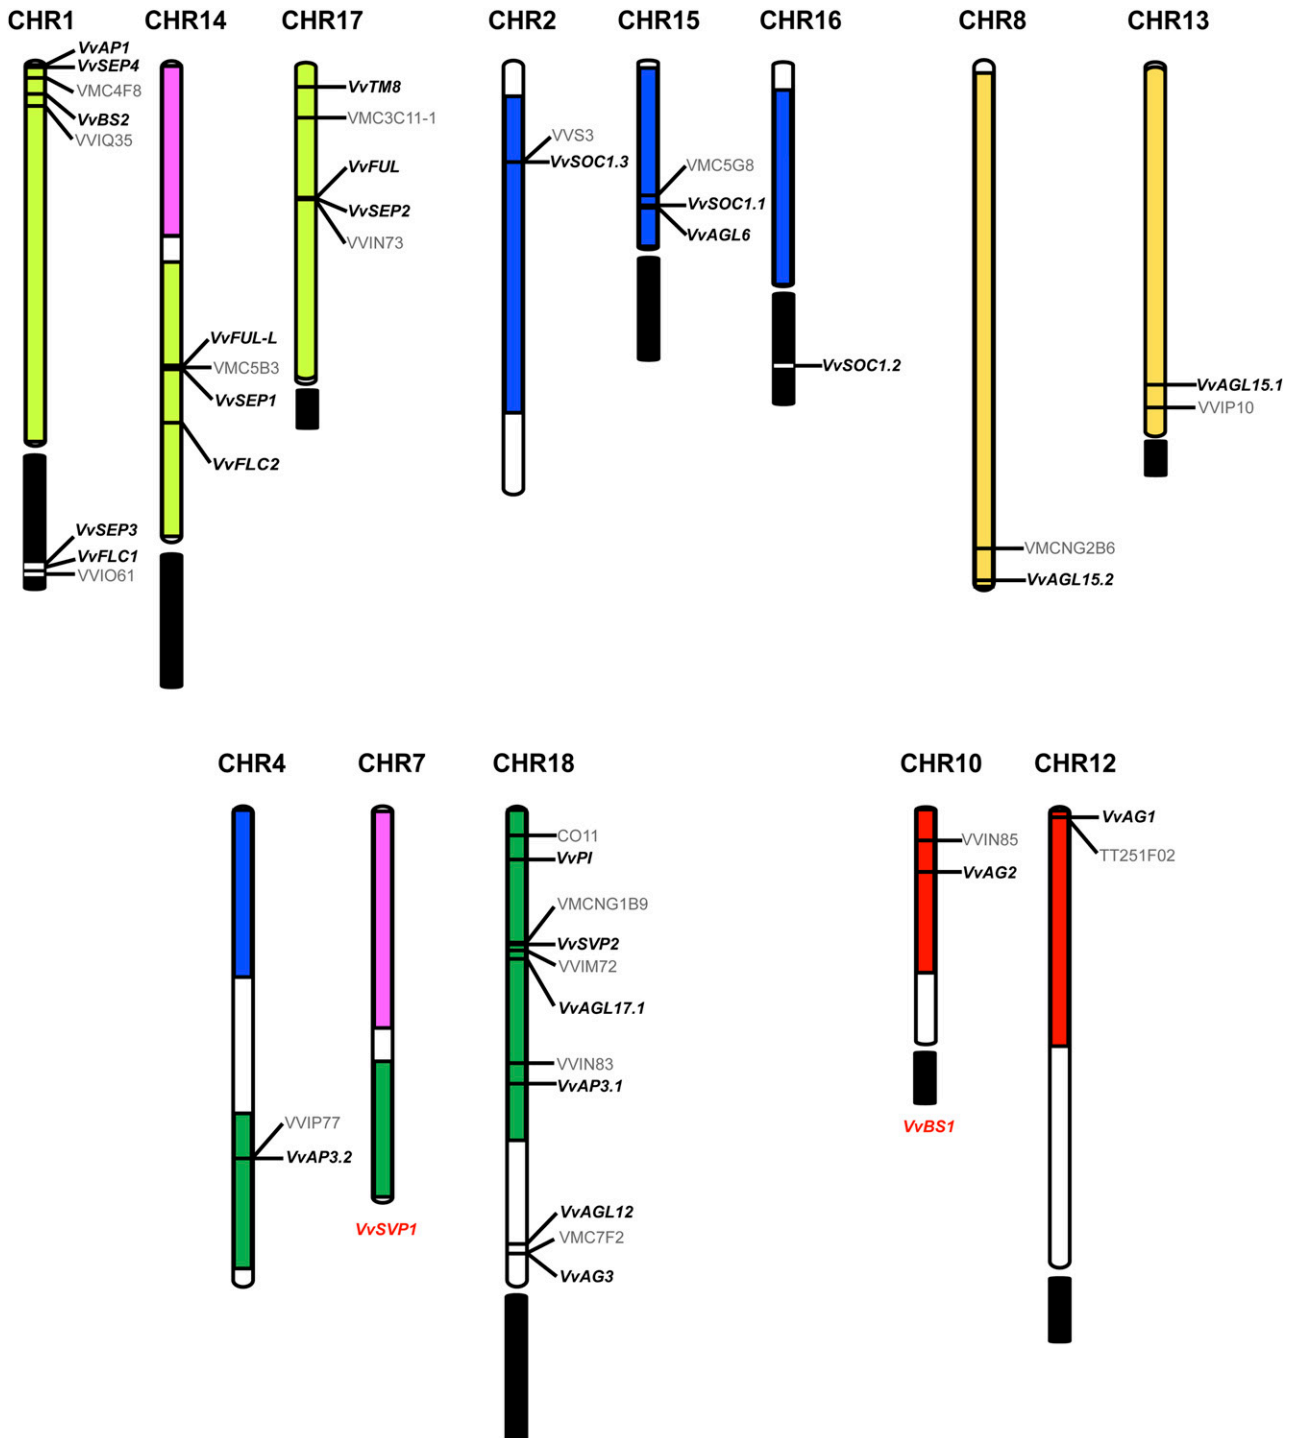 CHR1
CHR14
CHR17
CHR2
CHR15
CHR16
CHR8
CHR13
VvAP1
VvSEP4
VMC4F8
VvBS2
VVIQ35
VvSEP3
VvFLC1
VVIO61
VvFUL-L
VMC5B3
VvSEP1
VvFLC2
VvTM8
VMC3C11-1
VvFUL
VvSEP2
VVIN73
VVS3
VvSOC1.3
VMC5G8
VvSOC1.1
VvAGL6
VvSOC1.2
VMCNG2B6
VvAGL15.2
VvAGL15.1
VVIP10
CHR4
CHR7
CHR18
CHR10
CHR12
VVIP77
VvAP3.2
VvSVP1
CO11
VvPI
VMCNG1B9
VvSVP2
VVIM72
VvAGL17.1
VVIN83
VvAP3.1
VvAGL12
VMC7F2
VvAG3
VVIN85
VvAG2
VvBS1
VvAG1
TT251F02